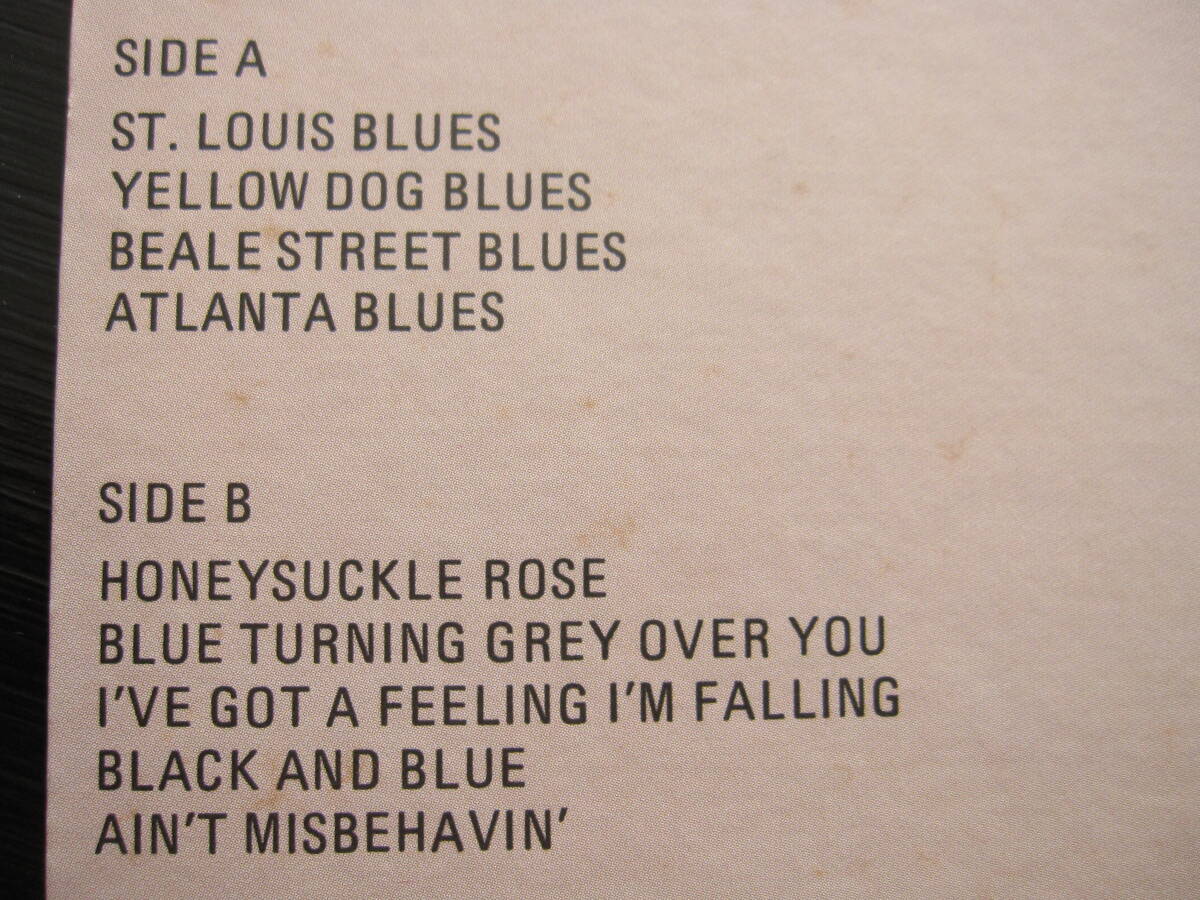 SIDE A
ST. LOUIS BLUES
YELLOW DOG BLUES
BEALE STREET BLUES
ATLANTA BLUES
SIDE B
HONEYSUCKLE ROSE
BLUE TURNING GREY OVER YOU
I'VE GOT A FEELING I'M FALLING
BLACK AND BLUE
AIN'T MISBEHAVIN'